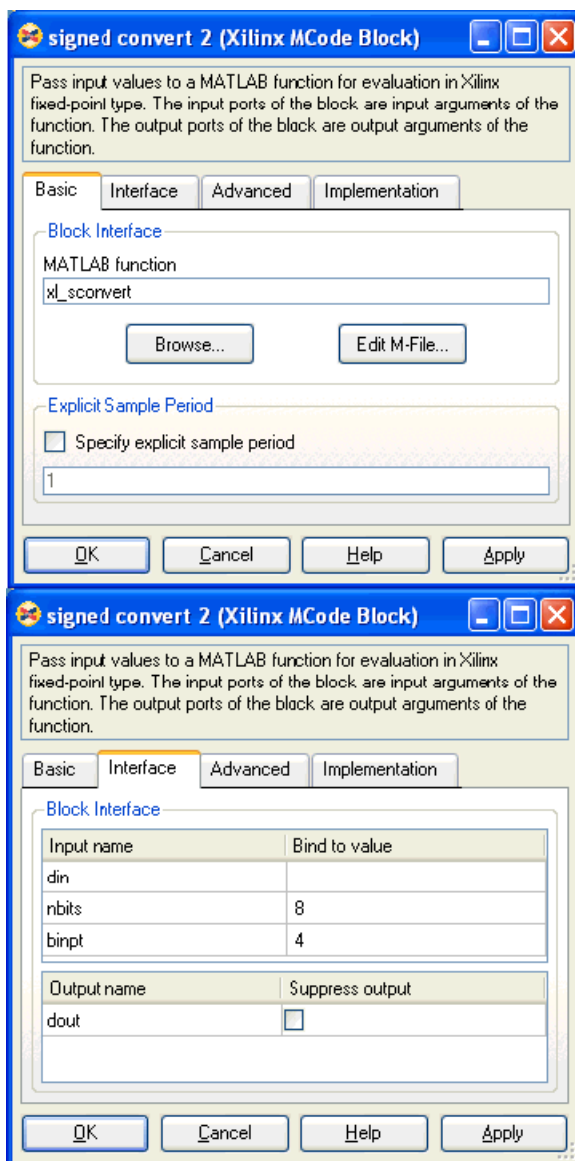 signed convert 2 (Xilinx MCode Block)
Pass input values to a MATLAB function for evaluation in Xilinx
fixed-point type. The input ports of the block are input arguments of the
function. The output ports of the block are output arguments of the
function.
Basic Interface Advanced Implementation
Block Interface
MATLAB function
xl_sconvert
Browse... Edit M-File...
Explicit Sample Period
Specify explicit sample period
1
OK Cancel Help Apply
signed convert 2 (Xilinx MCode Block)
Pass input values to a MATLAB function for evaluation in Xilinx
fixed-point type. The input ports of the block are input arguments of the
function. The output ports of the block are output arguments of the
function.
Basic Interface Advanced Implementation
Block Interface
Input name Bind to value
din
nbits 8
binpt 4
Output name Suppress output
dout
OK Cancel Help Apply